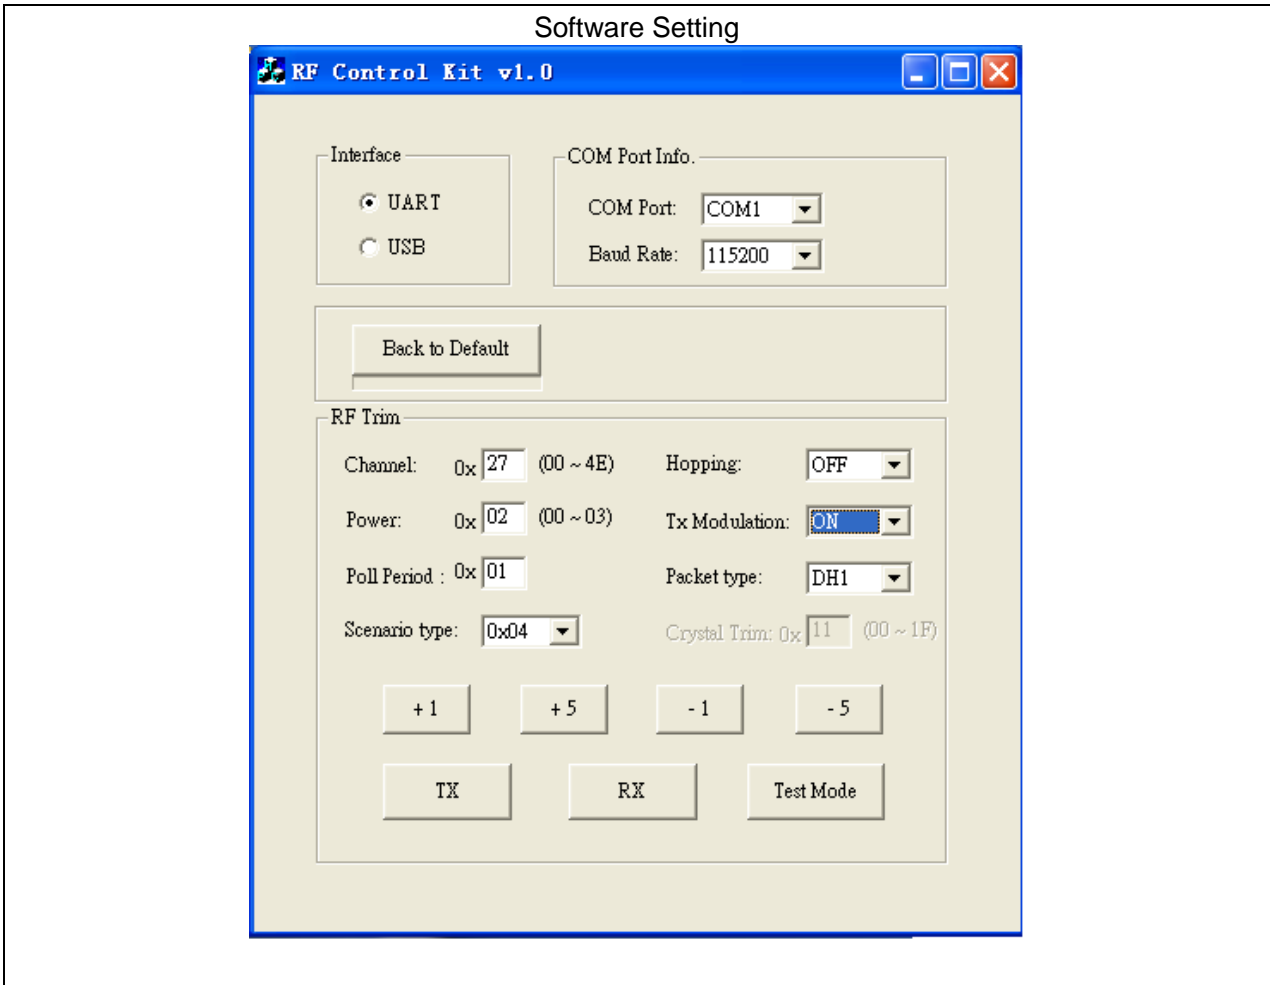 Software Setting
RF Control Kit v1.0
Interface
UART
USB
COM Port Info.
COM Port: COM1
Baud Rate: 115200
Back to Default
RF Trim
Channel: 0x 27 (00 ~ 4E) Hopping: OFF
Power: 0x 02 (00 ~ 03) Tx Modulation: ON
Poll Period : 0x 01 Packet type: DH1
Scenario type: 0x04 Crystal Trim: 0x 11 (00 ~ 1F)
+ 1 + 5 - 1 - 5
TX RX Test Mode